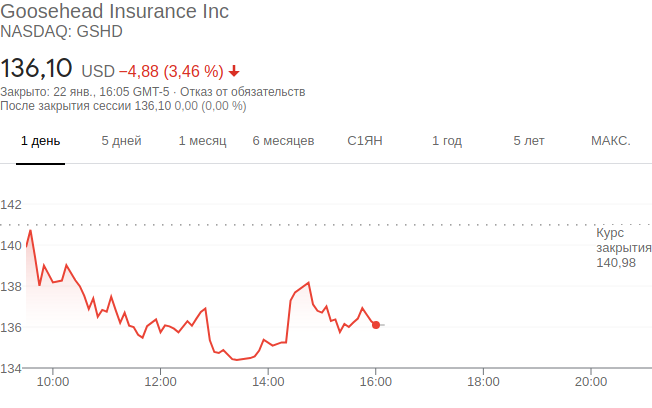 Goosehead Insurance Inc
NASDAQ: GSHD
136,10 USD −4,88 (3,46 %)
Закрыто: 22 янв., 16:05 GMT-5 · Отказ от обязательств
После закрытия сессии 136,10 0,00 (0,00 %)
1 день 5 дней 1 месяц 6 месяцев С1ЯН 1 год 5 лет МАКС.
142
Курс
140 закрытия
140,98
138
136
134
10:00 12:00 14:00 16:00 18:00 20:00